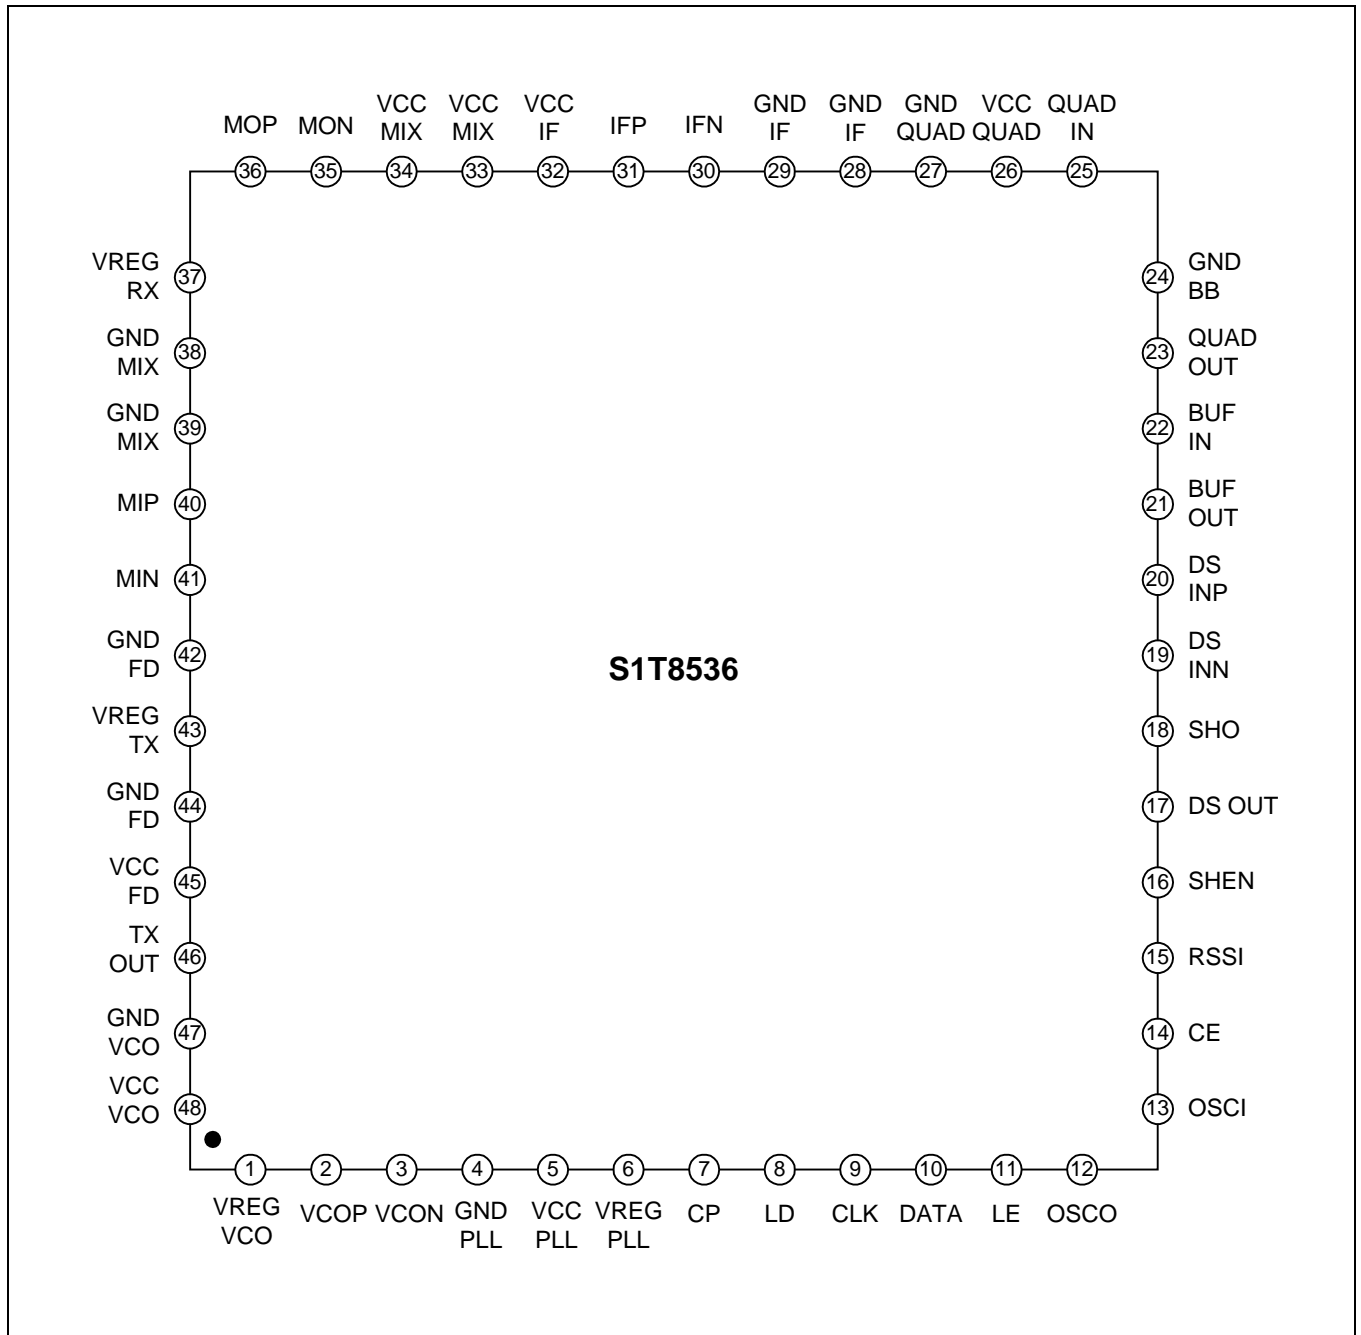 MOP
MON
VCC
MIX
VCC
MIX
VCC
IF
IFP
IFN
GND
IF
GND
IF
GND
QUAD
VCC
QUAD
QUAD
IN
36
35
34
33
32
31
30
29
28
27
26
25
VREG
RX
37
GND
MIX
38
GND
MIX
39
MIP
40
MIN
41
GND
FD
42
VREG
TX
43
GND
FD
44
VCC
FD
45
TX
OUT
46
GND
VCO
47
VCC
VCO
48
S1T8536
24
GND
BB
23
QUAD
OUT
22
BUF
IN
21
BUF
OUT
20
DS
INP
19
DS
INN
18
SHO
17
DS OUT
16
SHEN
15
RSSI
14
CE
13
OSCI
1
2
3
4
5
6
7
8
9
10
11
12
VREG
VCO
VCOP
VCON
GND
PLL
VCC
PLL
VREG
PLL
CP
LD
CLK
DATA
LE
OSCO